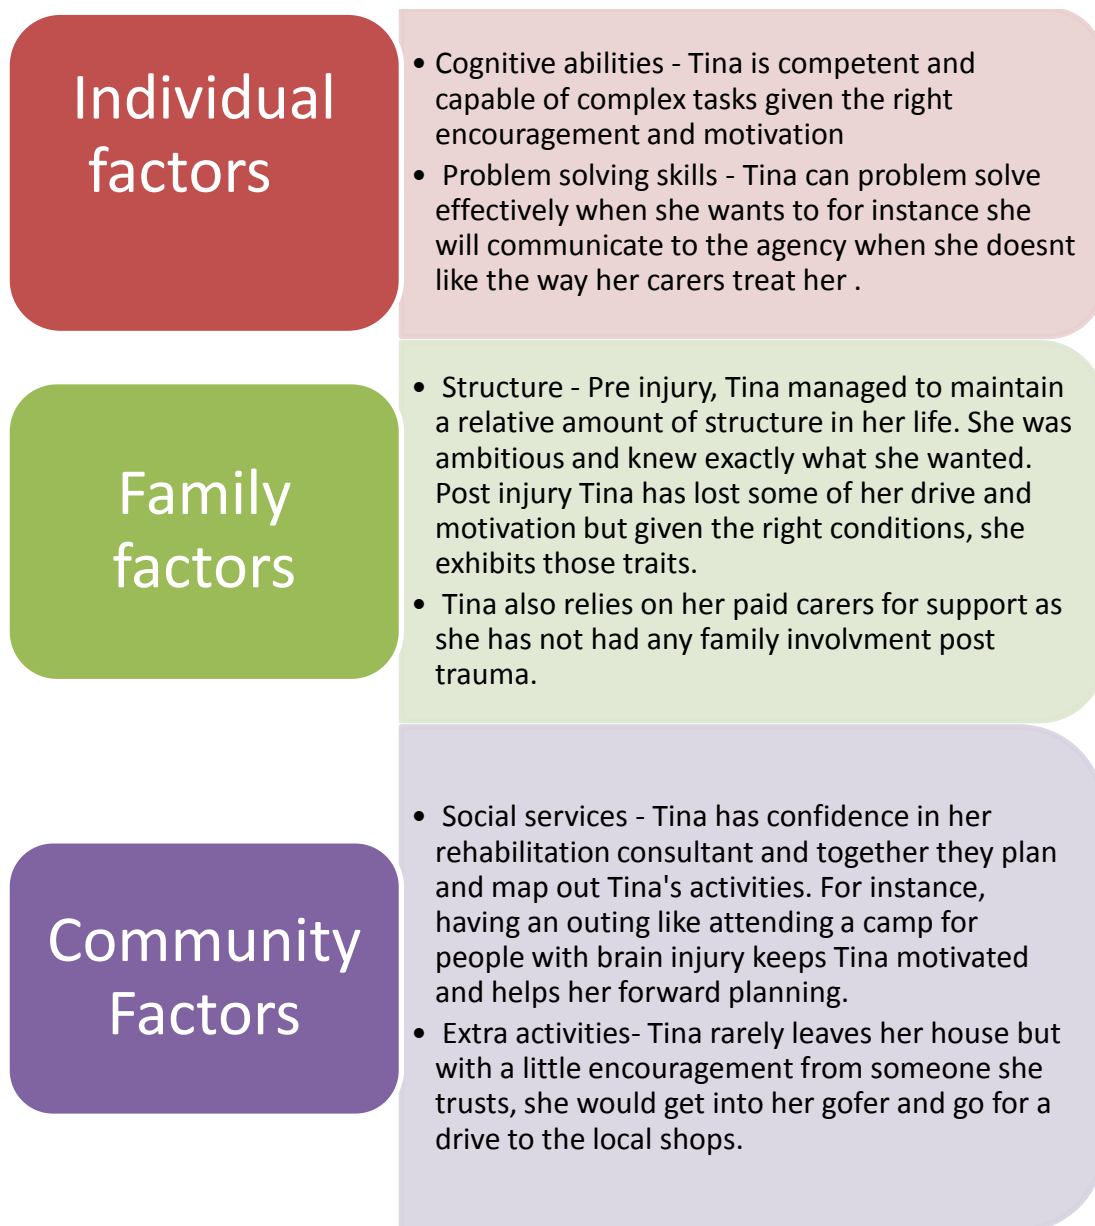 Individual
factors
• Cognitive abilities - Tina is competent and
capable of complex tasks given the right
encouragement and motivation
• Problem solving skills - Tina can problem solve
effectively when she wants to for instance she
will communicate to the agency when she doesnt
like the way her carers treat her .
Family
factors
• Structure - Pre injury, Tina managed to maintain
a relative amount of structure in her life. She was
ambitious and knew exactly what she wanted.
Post injury Tina has lost some of her drive and
motivation but given the right conditions, she
exhibits those traits.
• Tina also relies on her paid carers for support as
she has not had any family involvment post
trauma.
Community
Factors
• Social services - Tina has confidence in her
rehabilitation consultant and together they plan
and map out Tina's activities. For instance,
having an outing like attending a camp for
people with brain injury keeps Tina motivated
and helps her forward planning.
• Extra activities- Tina rarely leaves her house but
with a little encouragement from someone she
trusts, she would get into her gofer and go for a
drive to the local shops.